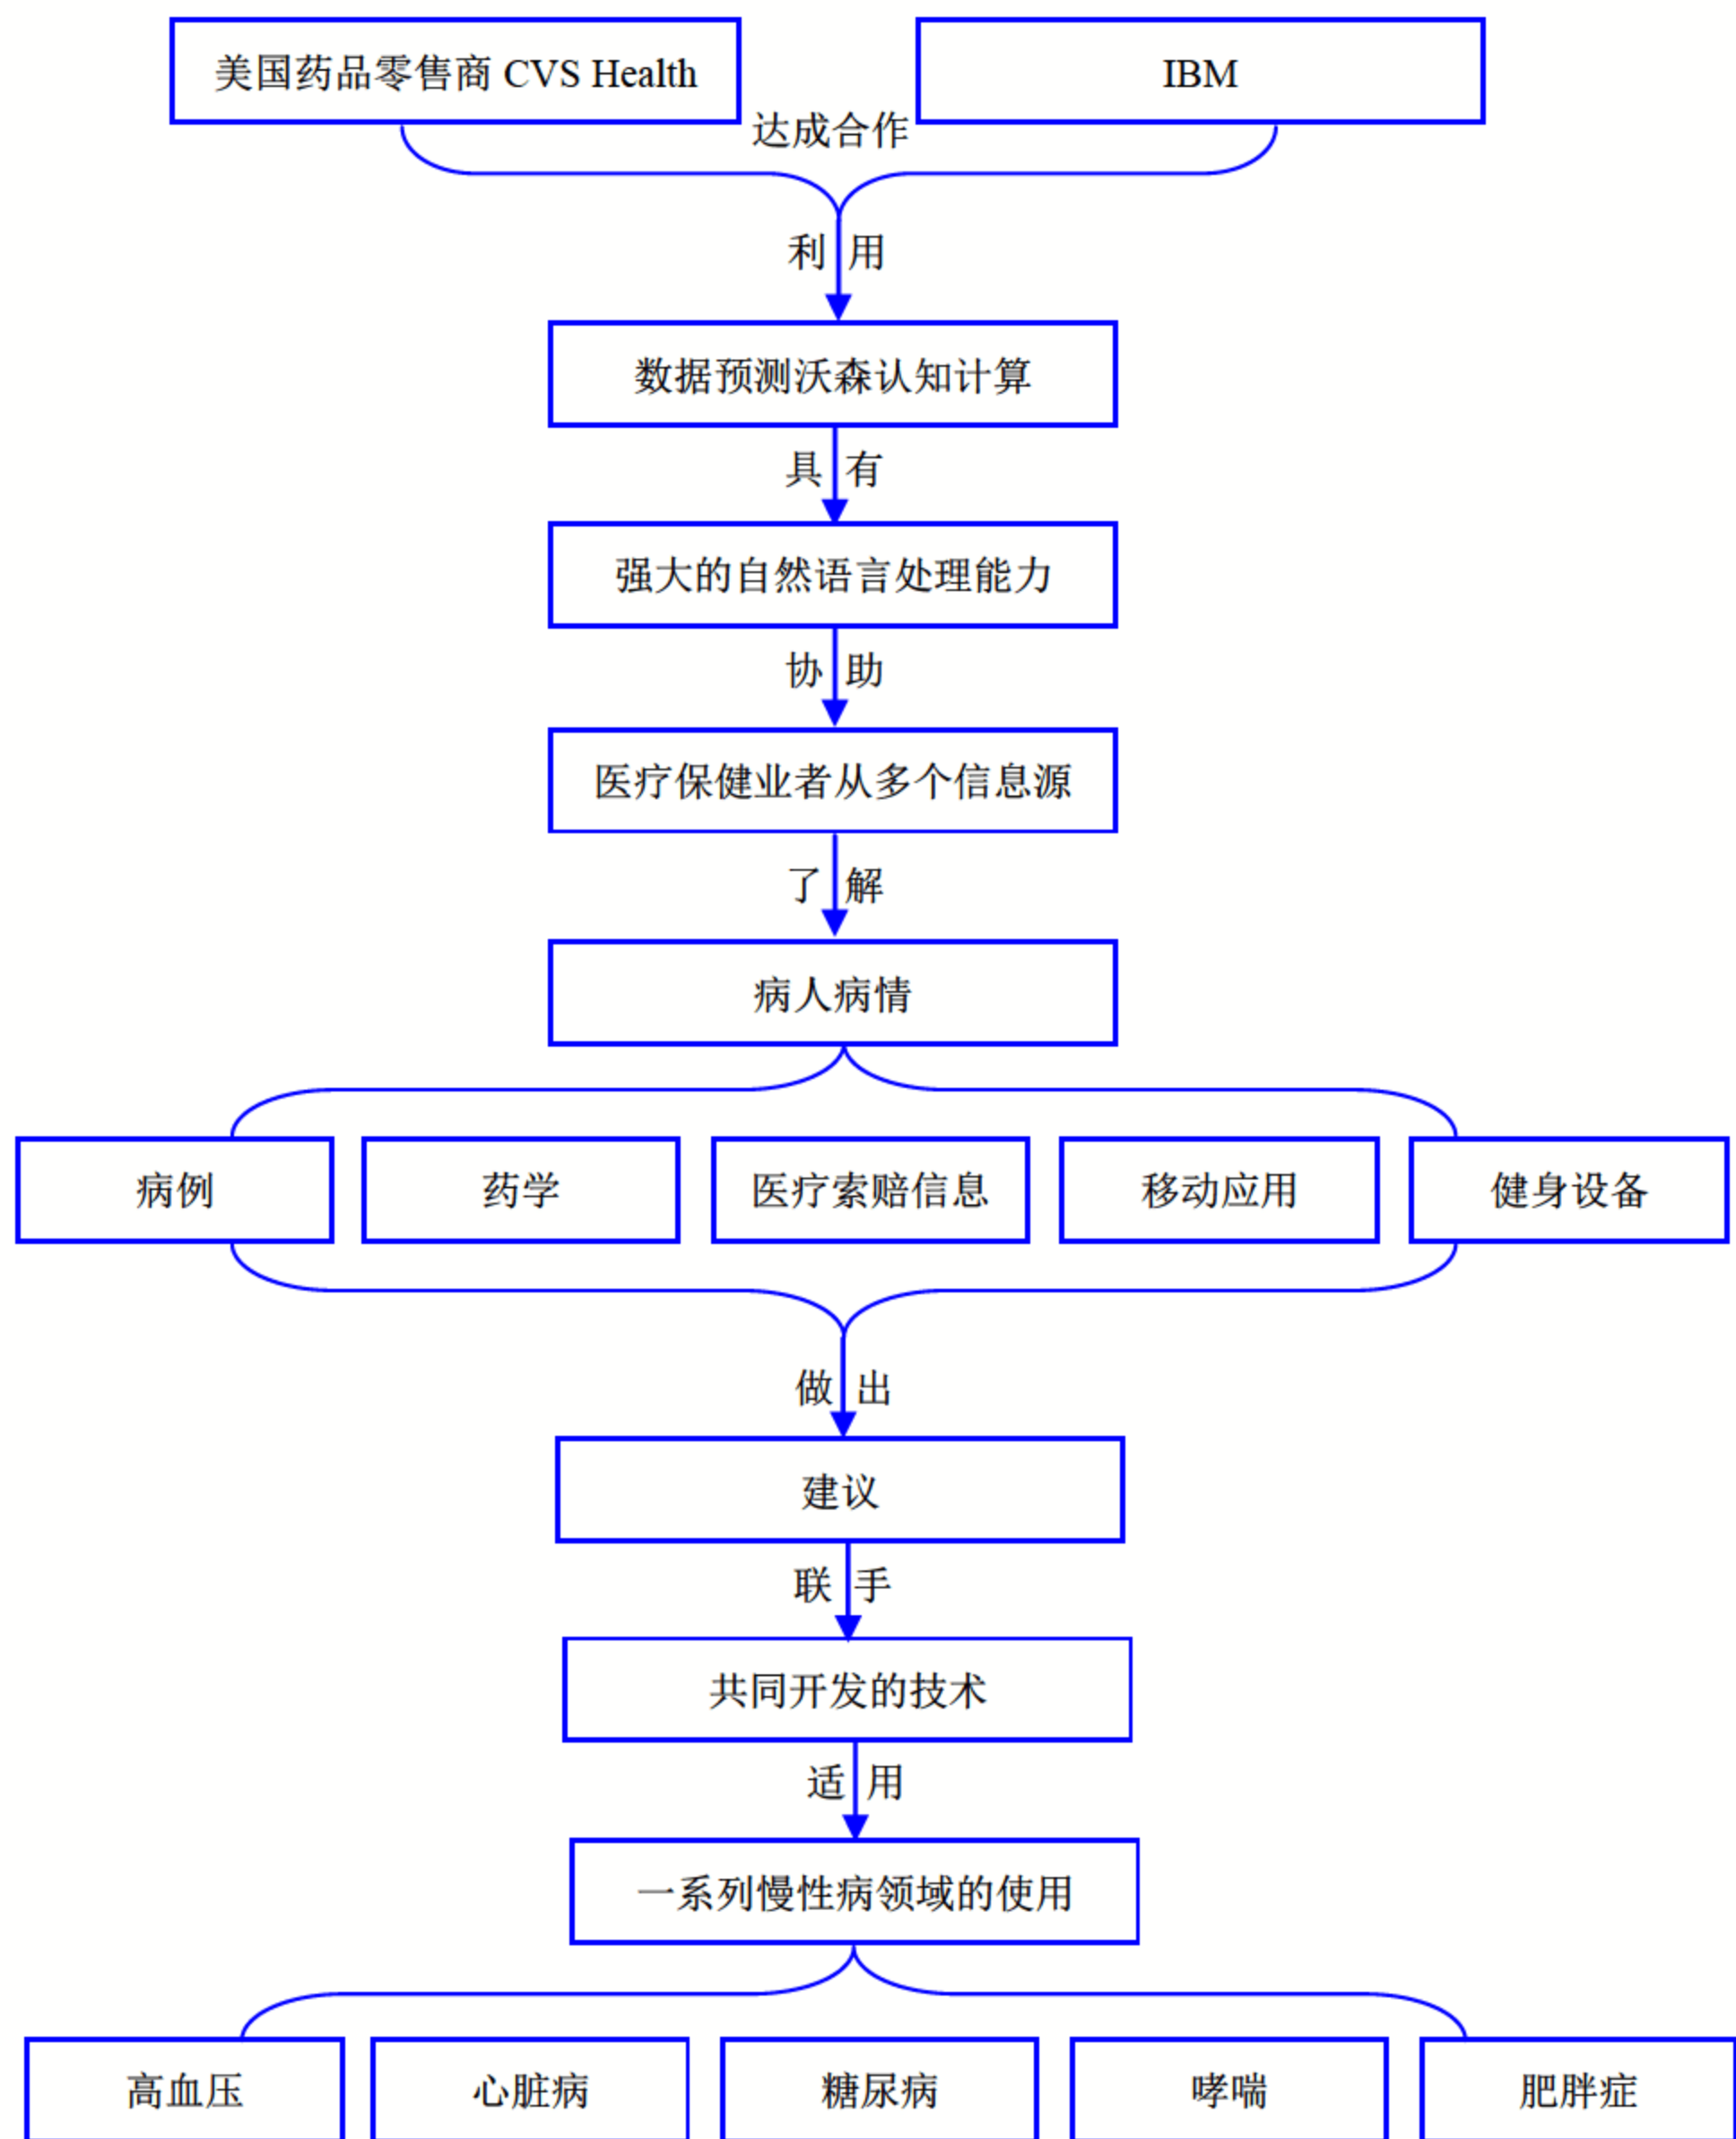 美国药品零售商 CVS Health
IBM
达成合作
利用
数据预测沃森认知计算
具有
强大的自然语言处理能力
协助
医疗保健业者从多个信息源
了解
病人病情
病例
药学
医疗索赔信息
移动应用
健身设备
做出
建议
联手
共同开发的技术
适用
一系列慢性病领域的使用
高血压
心脏病
糖尿病
哮喘
肥胖症